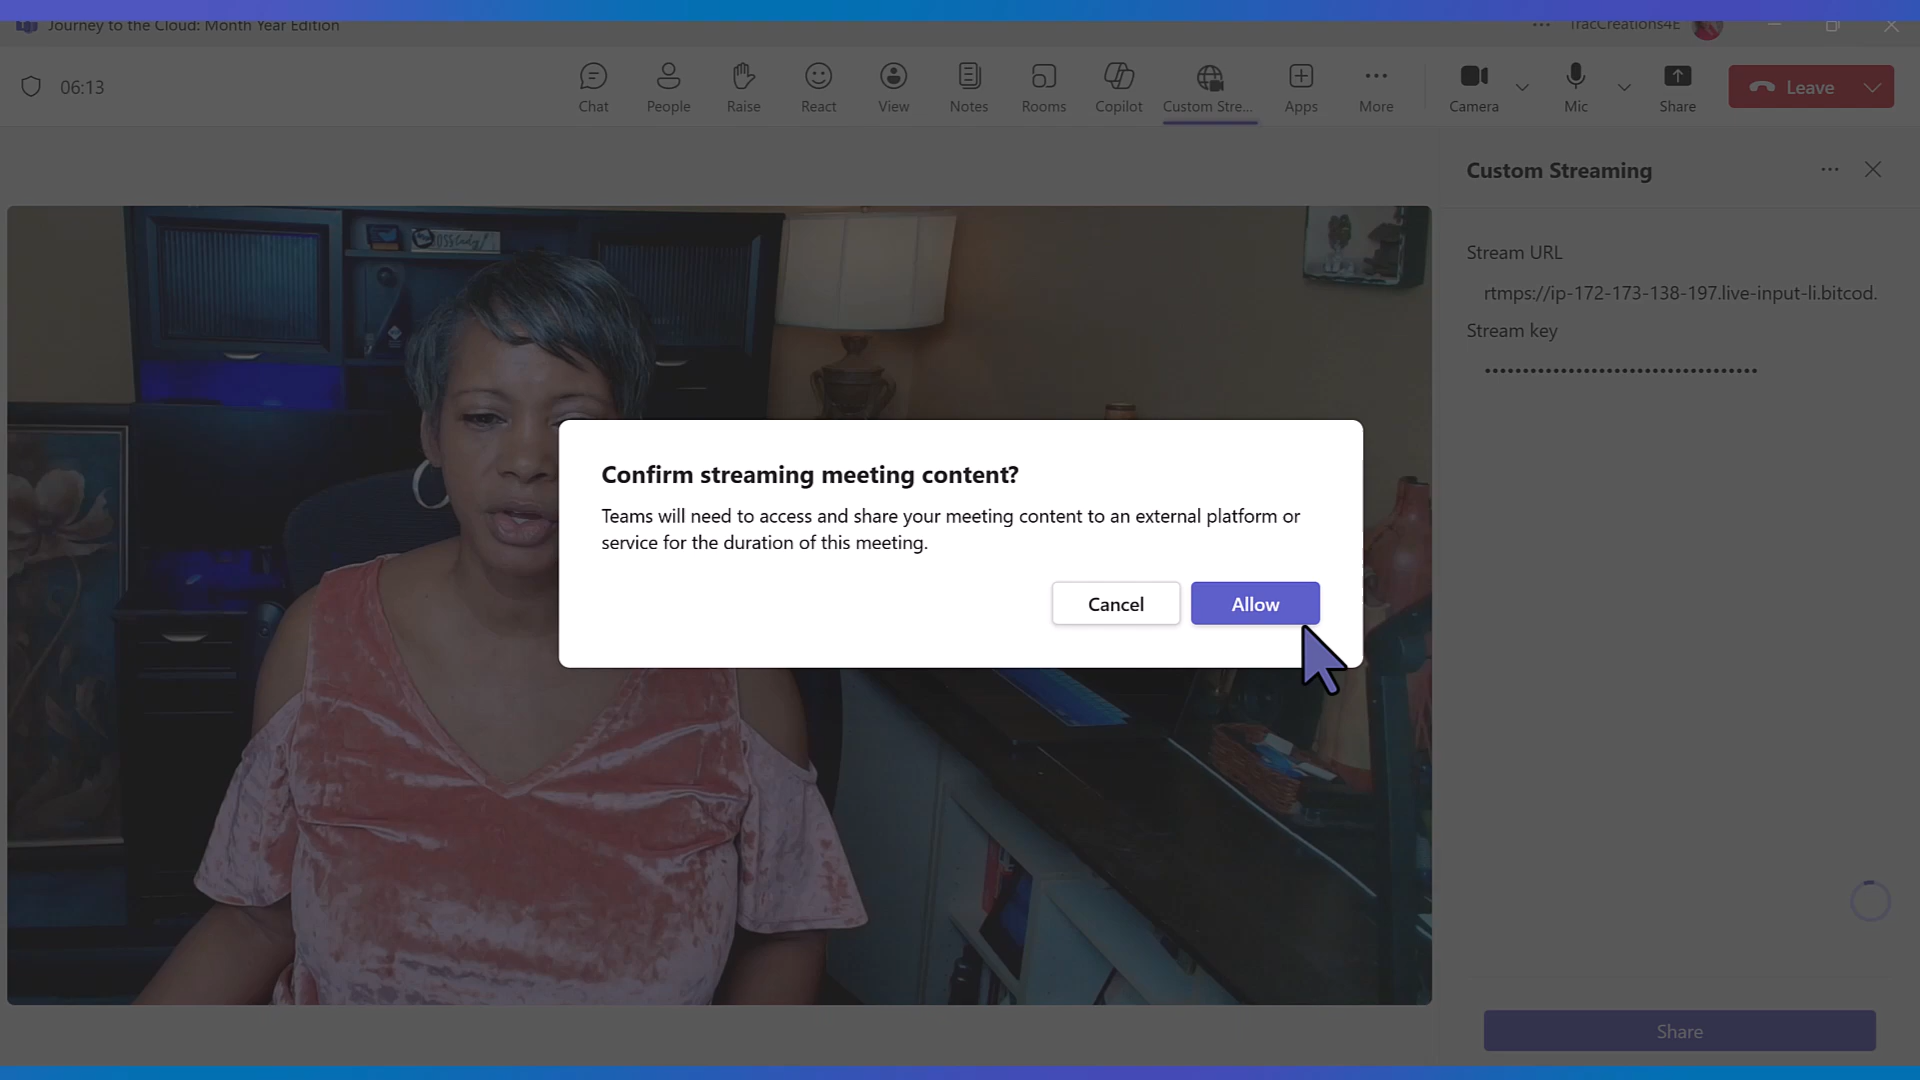 Journey to the Cloud: Month Year Edition
TracCreations4E
06:13
Chat
People
Raise
React
View
Notes
Rooms
Copilot
Custom Stre...
Apps
More
Camera
Mic
Share
Leave
Custom Streaming
Stream URL
rtmps://ip-172-173-138-197.live-input-li.bitcod.
Stream key
Confirm streaming meeting content?
Teams will need to access and share your meeting content to an external platform or
service for the duration of this meeting.
Cancel
Allow
Share